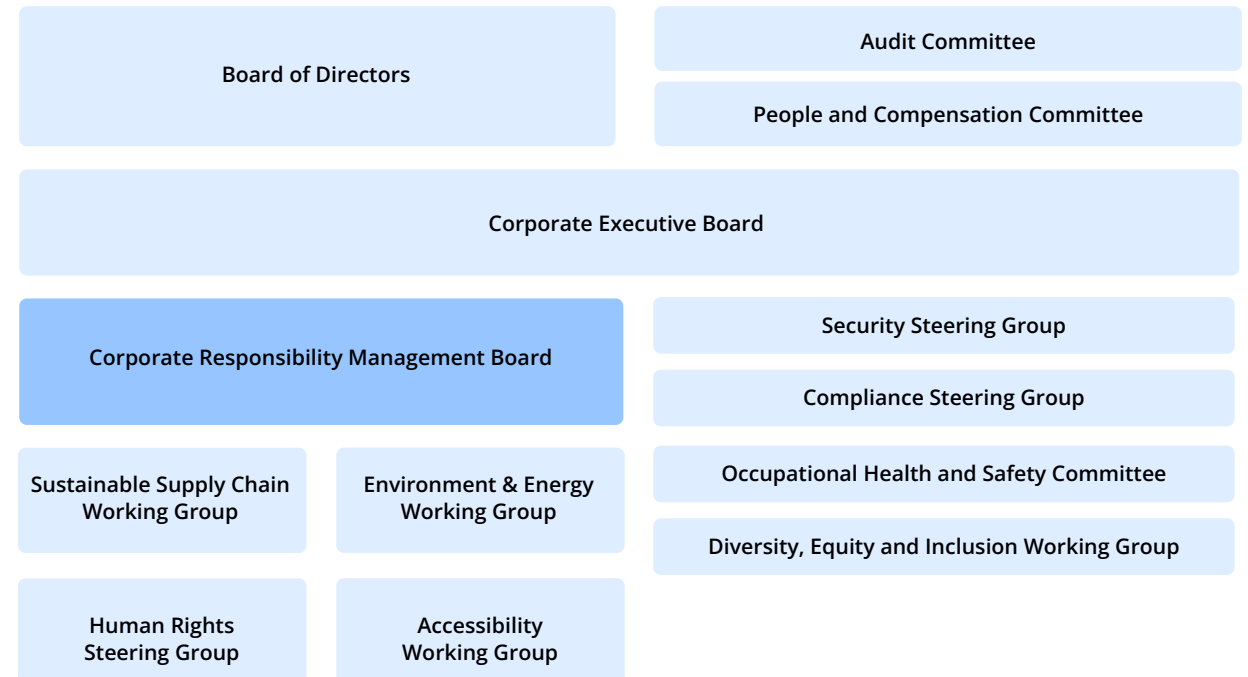 Board of Directors
Audit Committee
People and Compensation Committee
Corporate Executive Board
Corporate Responsibility Management Board
Security Steering Group
Compliance Steering Group
Occupational Health and Safety Committee
Diversity, Equity and Inclusion Working Group
Sustainable Supply Chain
Working Group
Environment & Energy
Working Group
Human Rights
Steering Group
Accessibility
Working Group